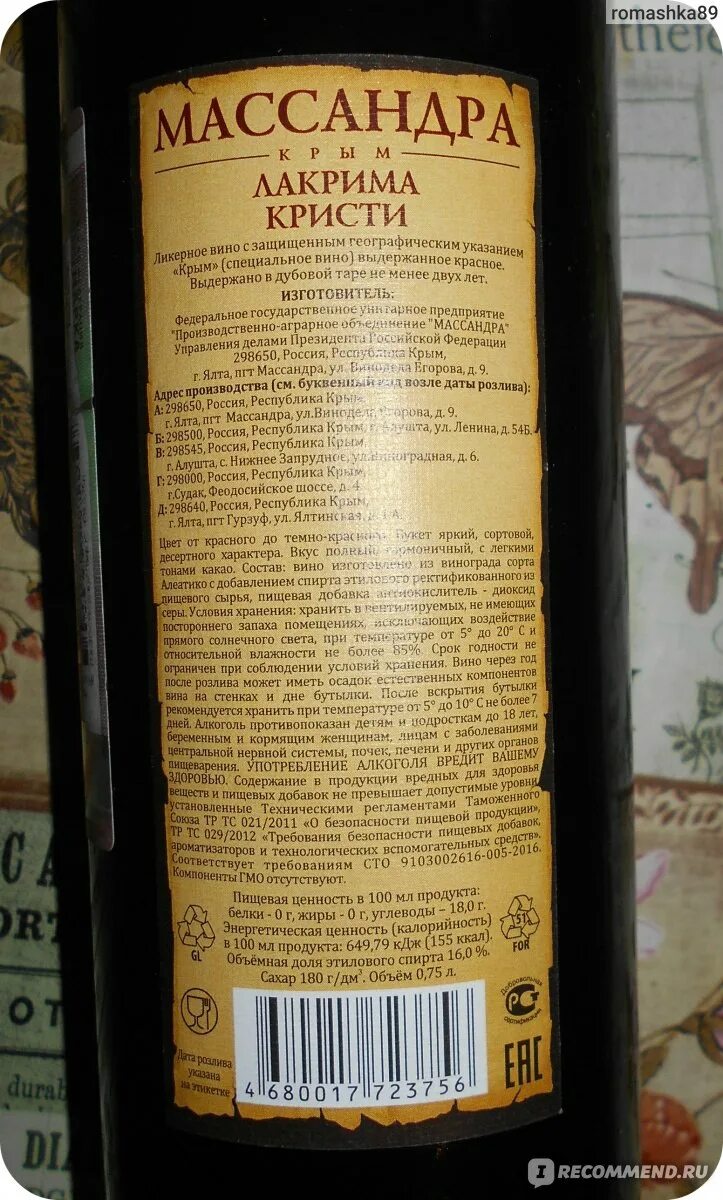 romashka89
there
МАССАНДРА
КРЫМ
ЛАКРИМА
КРИСТИ
Ликерное вино с защищенным географическим указанием
«Крым» (специальное вино) выдержанное красное.
Выдержано в дубовой таре не менее двух лет.
ИЗГОТОВИТЕЛЬ:
Федеральное государственное унитарное предприятие
"Производственно-аграрное объединение "МАССАНДРА"
Управления делами Президента Российской Федерации
298650, Россия, Республика Крым,
г. Ялта, пгт Массандра, ул. Винодела Егорова, д. 9.
Адрес производства (см. буквенный код возле даты розлива):
А: 298650, Россия, Республика Крым,
г. Ялта, пгт Массандра, ул.Винодела Егорова, д. 9.
Б: 298500, Россия, Республика Крым, г. Алушта, ул. Ленина, д. 54Б.
В: 298545, Россия, Республика Крым,
г. Алушта, с. Нижнее Запрудное, ул.Виноградная, д. 6.
Г: 298000, Россия, Республика Крым,
г.Судак, Феодосийское шоссе, д. 4
Д: 298640, Россия, Республика Крым,
г. Ялта, пгт Гурзуф, ул. Ялтинская, д. 1 А.
Цвет от красного до темно-красного. Букет яркий, сортовой,
десертного характера. Вкус полный, гармоничный, с легкими
тонами какао. Состав: вино изготовлено из винограда сорта
Алеатико с добавлением спирта этилового ректификованного из
пищевого сырья, пищевая добавка антиокислитель - диоксид
серы. Условия хранения: хранить в вентилируемых, не имеющих
постороннего запаха помещениях, исключающих воздействие
прямого солнечного света, при температуре от 5° до 20° С и
относительной влажности не более 85%. Срок годности не
ограничен при соблюдении условий хранения. Вино через год
после розлива может иметь осадок естественных компонентов
вина на стенках и дне бутылки. После вскрытия бутылки
рекомендуется хранить при температуре от 5° до 10° С не более 7
дней. Алкоголь противопоказан детям и подросткам до 18 лет,
беременным и кормящим женщинам, лицам с заболеваниями
центральной нервной системы, почек, печени и других органов
пищеварения. УПОТРЕБЛЕНИЕ АЛКОГОЛЯ ВРЕДИТ ВАШЕМУ
ЗДОРОВЬЮ. Содержание в продукции вредных для здоровья
веществ и пищевых добавок не превышает допустимые уровни,
установленные Техническими регламентами Таможенного
Союза ТР ТС 021/2011 «О безопасности пищевой продукции»,
ТР ТС 029/2012 «Требования безопасности пищевых добавок,
ароматизаторов и технологических вспомогательных средств».
Соответствует требованиям СТО 9103002616-005-2016.
Компоненты ГМО отсутствуют.
Пищевая ценность в 100 мл продукта:
белки - 0 г, жиры - 0 г, углеводы – 18,0 г.
Энергетическая ценность (калорийность)
в 100 мл продукта: 649,79 кДж (155 ккал).
Объёмная доля этилового спирта 16,0 %.
Сахар 180 г/дм³. Объём 0,75 л.
GL
51
FOR
Добровольная
сертификация
Дата розлива
указана
на этикетке
4 680017 723756
EAC
CA
ORT
OT
durab
DI
IRECOMMEND.RU